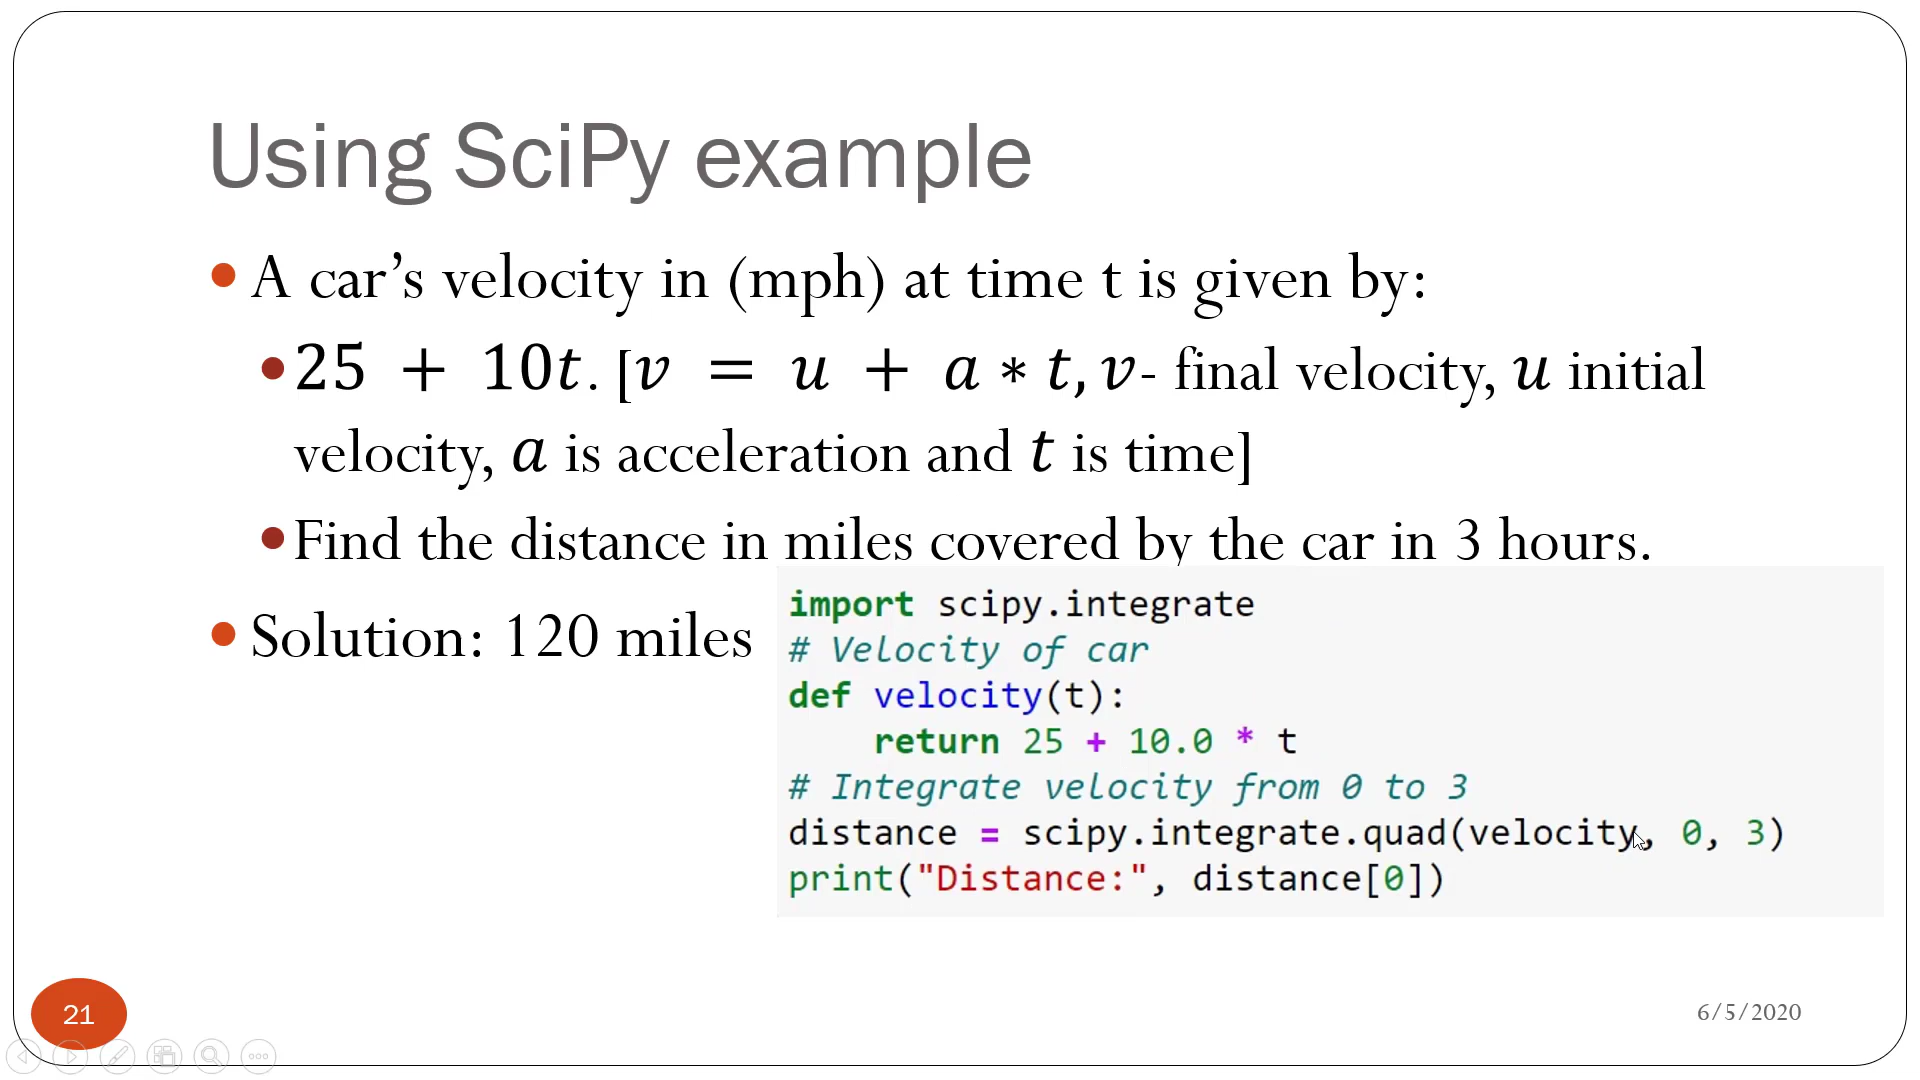 Using SciPy example
• A car’s velocity in (mph) at time t is given by:
• 25 + 10t. [v = u + a * t, v- final velocity, u initial
velocity, a is acceleration and t is time]
• Find the distance in miles covered by the car in 3 hours.
• Solution: 120 miles
import scipy.integrate
# Velocity of car
def velocity(t):
    return 25 + 10.0 * t
# Integrate velocity from 0 to 3
distance = scipy.integrate.quad(velocity, 0, 3)
print("Distance:", distance[0])
21
6/5/2020